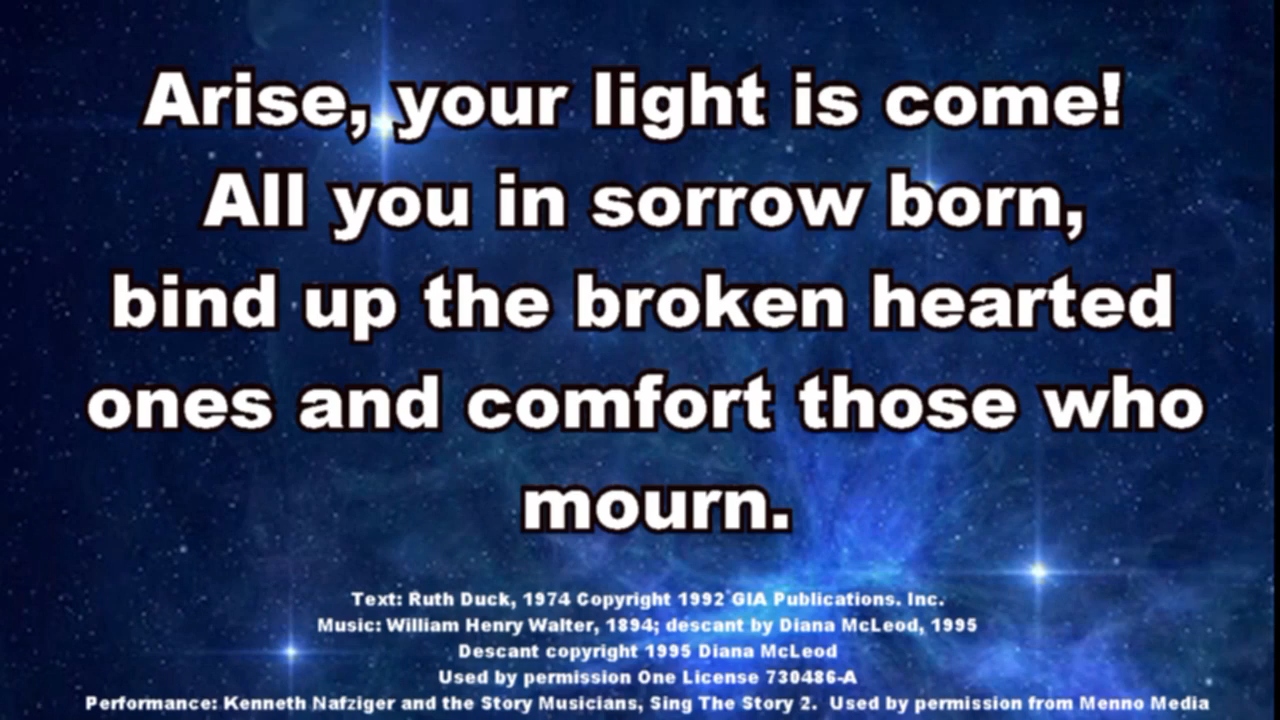 Arise, your light is come!
All you in sorrow born,
bind up the broken hearted
ones and comfort those who
mourn.
Text: Ruth Duck, 1974 Copyright 1992 GIA Publications. Inc.
Music: William Henry Walter, 1894; descant by Diana McLeod, 1995
Descant copyright 1995 Diana McLeod
Used by permission One License 730486-A
Performance: Kenneth Nafziger and the Story Musicians, Sing The Story 2.  Used by permission from Menno Media